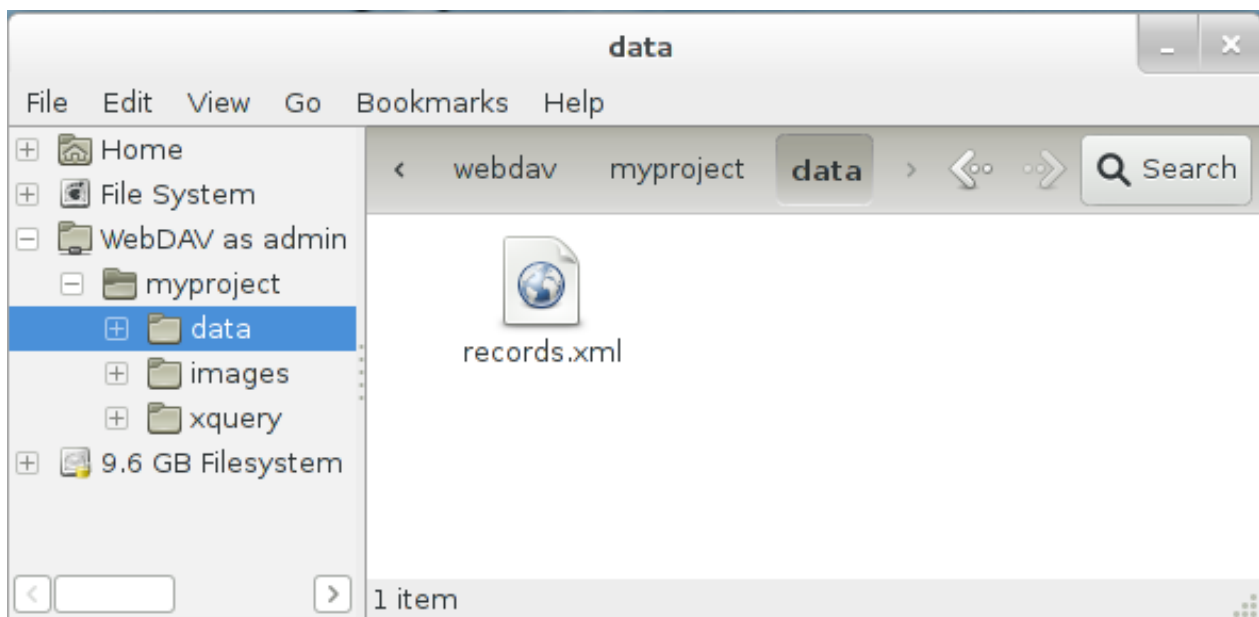 data
File Edit View Go Bookmarks Help
Home
File System
WebDAV as admin
myproject
data
images
xquery
9.6 GB Filesystem
webdav myproject data Search
records.xml
1 item